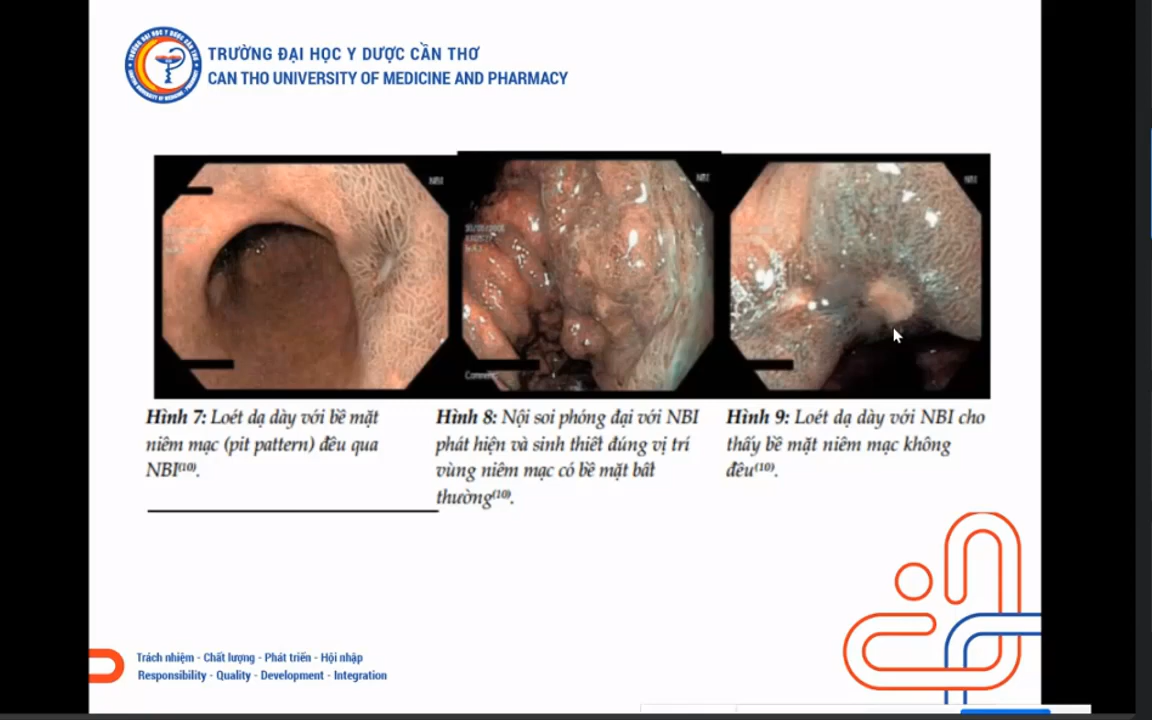 TRƯỜNG ĐẠI HỌC Y DƯỢC CẦN THƠ
CAN THO UNIVERSITY OF MEDICINE AND PHARMACY
NBI
NBI
NBI
Hình 7: Loét dạ dày với bề mặt
niêm mạc (pit pattern) đều qua
NBI⁽¹⁰⁾.
Hình 8: Nội soi phóng đại với NBI
phát hiện và sinh thiết đúng vị trí
vùng niêm mạc có bề mặt bất
thường⁽¹⁰⁾.
Hình 9: Loét dạ dày với NBI cho
thấy bề mặt niêm mạc không
đều⁽¹⁰⁾.
Trách nhiệm - Chất lượng - Phát triển - Hội nhập
Responsibility - Quality - Development - Integration